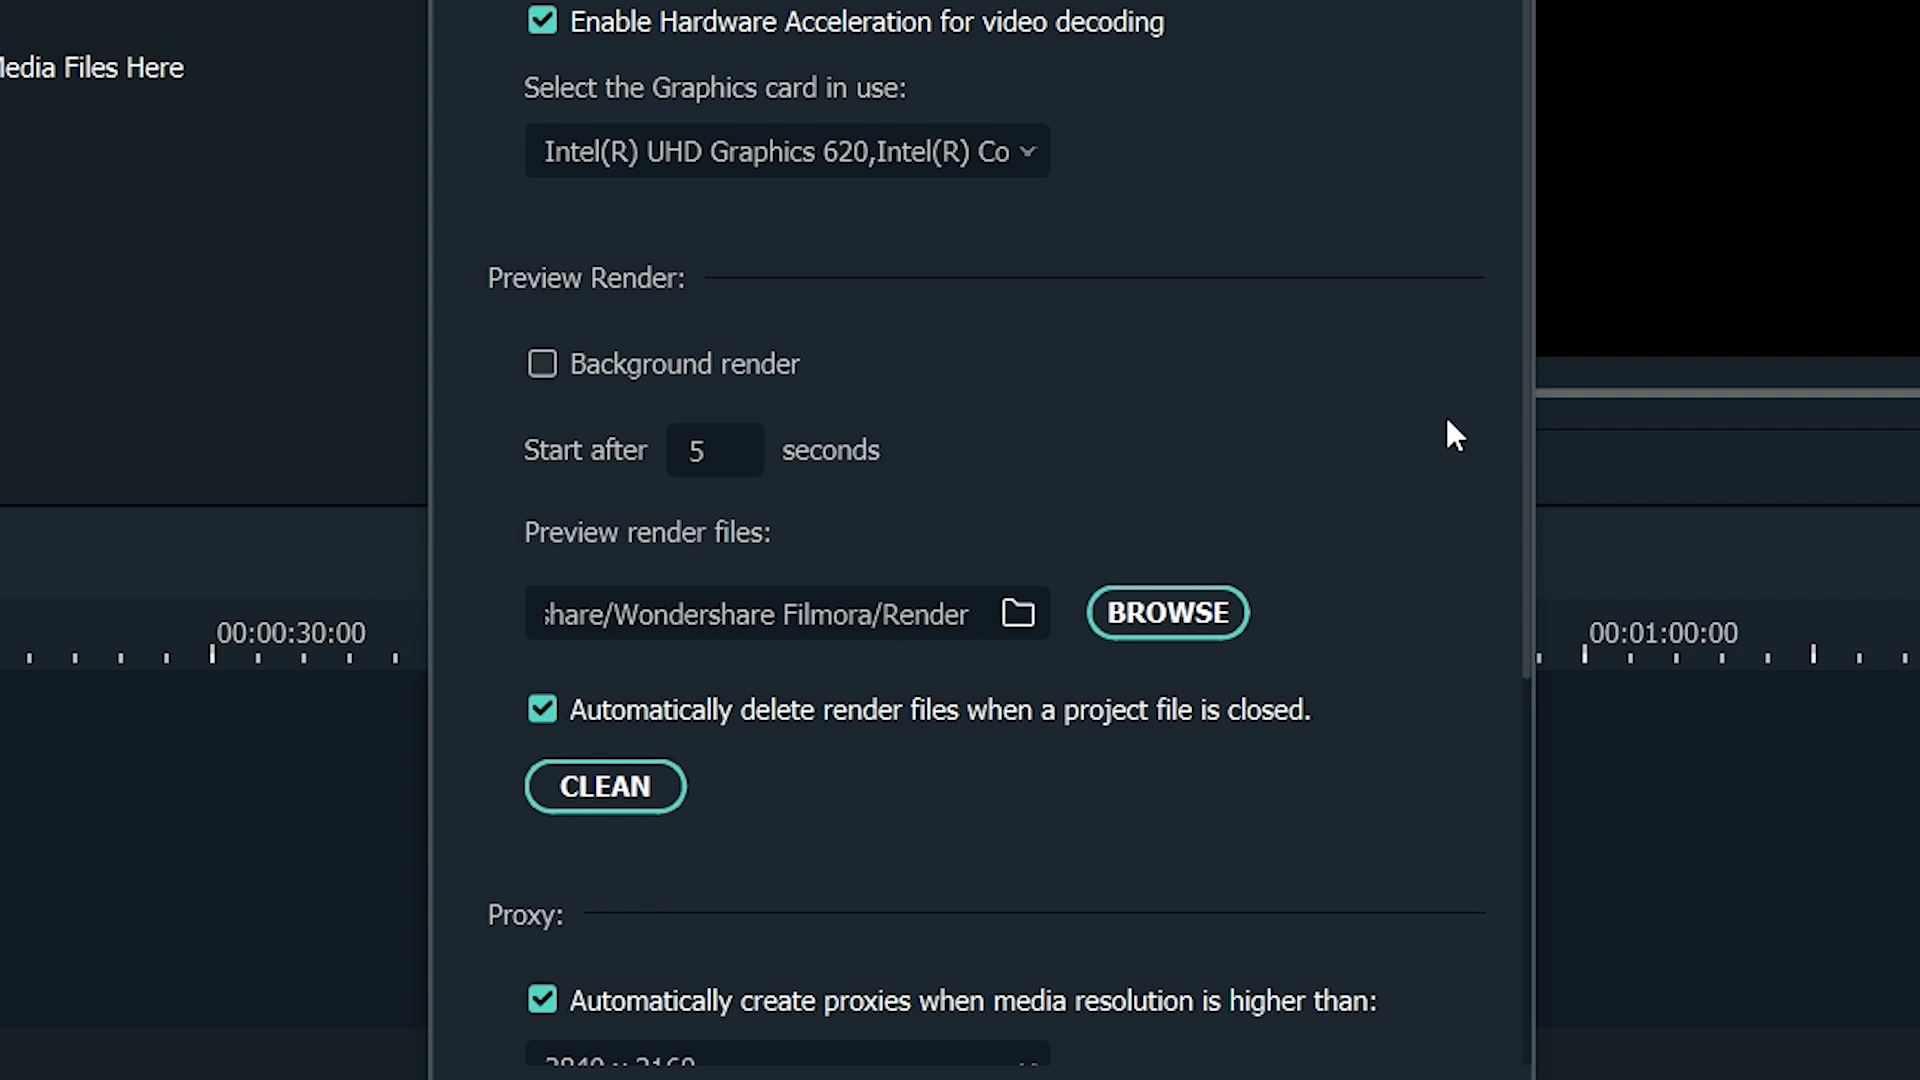 Enable Hardware Acceleration for video decoding
Media Files Here
Select the Graphics card in use:
Intel(R) UHD Graphics 620,Intel(R) Co
Preview Render:
Background render
Start after 5 seconds
Preview render files:
share/Wondershare Filmora/Render
BROWSE
00:00:30:00
00:01:00:00
Automatically delete render files when a project file is closed.
CLEAN
Proxy:
Automatically create proxies when media resolution is higher than: